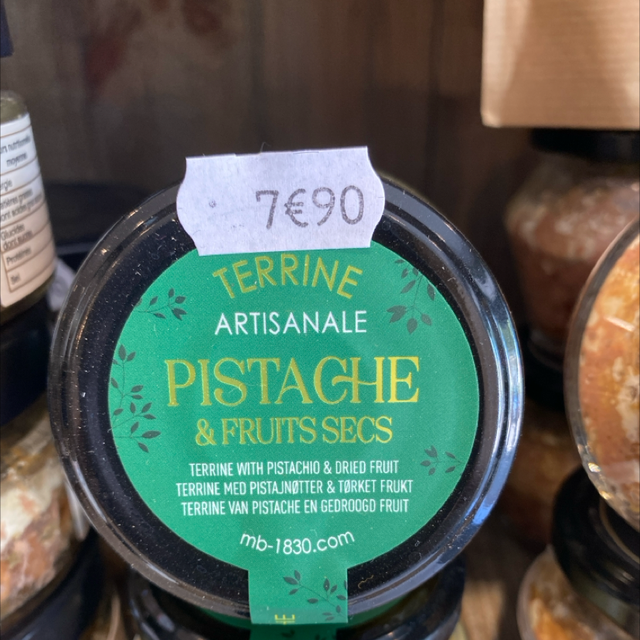 7€90
TERRINE
ARTISANALE
PISTACHE
& FRUITS SECS
TERRINE WITH PISTACHIO & DRIED FRUIT
TERRINE MED PISTAJNØTTER & TØRKET FRUKT
TERRINE VAN PISTACHE EN GEDROOGD FRUIT
mb-1830.com